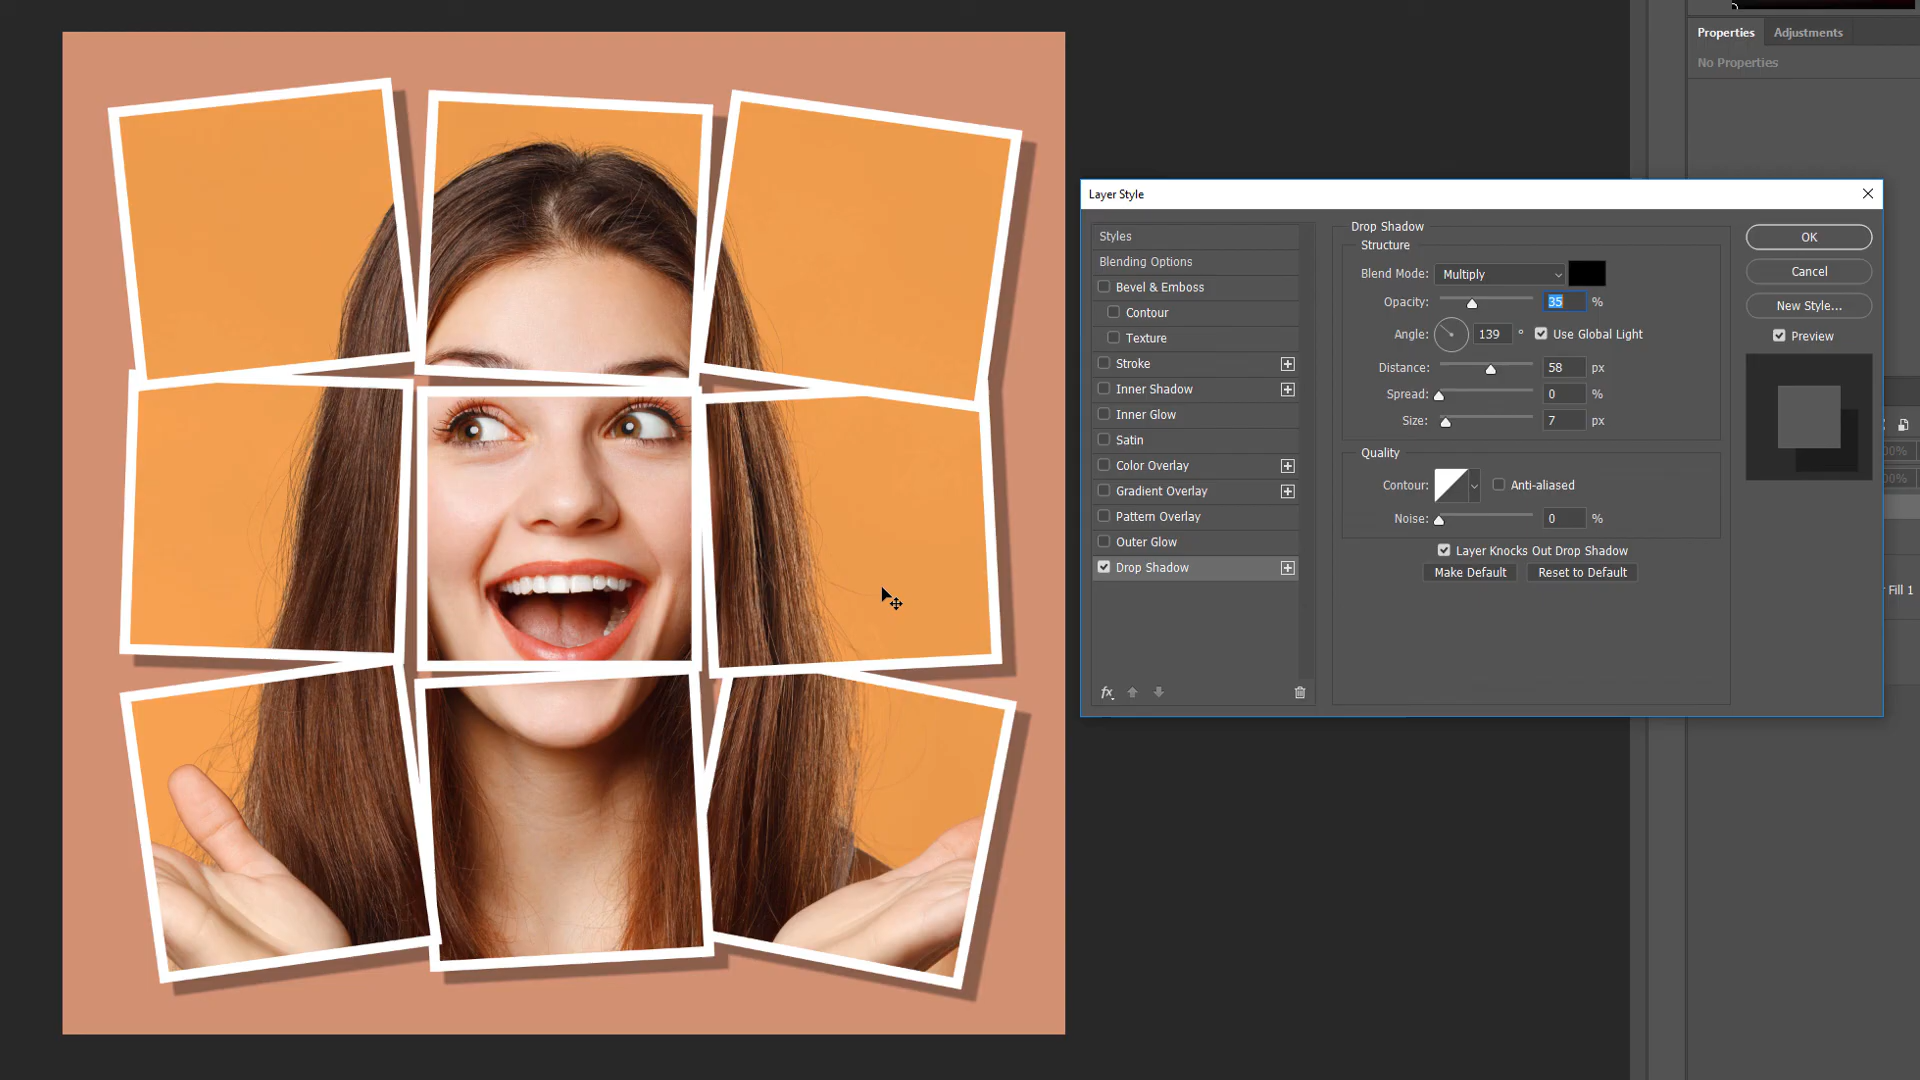 Properties
Adjustments
No Properties
Layer Style
Styles
Blending Options
Bevel & Emboss
Contour
Texture
Stroke
Inner Shadow
Inner Glow
Satin
Color Overlay
Gradient Overlay
Pattern Overlay
Outer Glow
Drop Shadow
fx
Drop Shadow
Structure
Blend Mode: Multiply
Opacity: 35 %
Angle: 139 ° Use Global Light
Distance: 58 px
Spread: 0 %
Size: 7 px
Quality
Contour: Anti-aliased
Noise: 0 %
Layer Knocks Out Drop Shadow
Make Default Reset to Default
OK
Cancel
New Style...
Preview
00%
00%
Fill 1